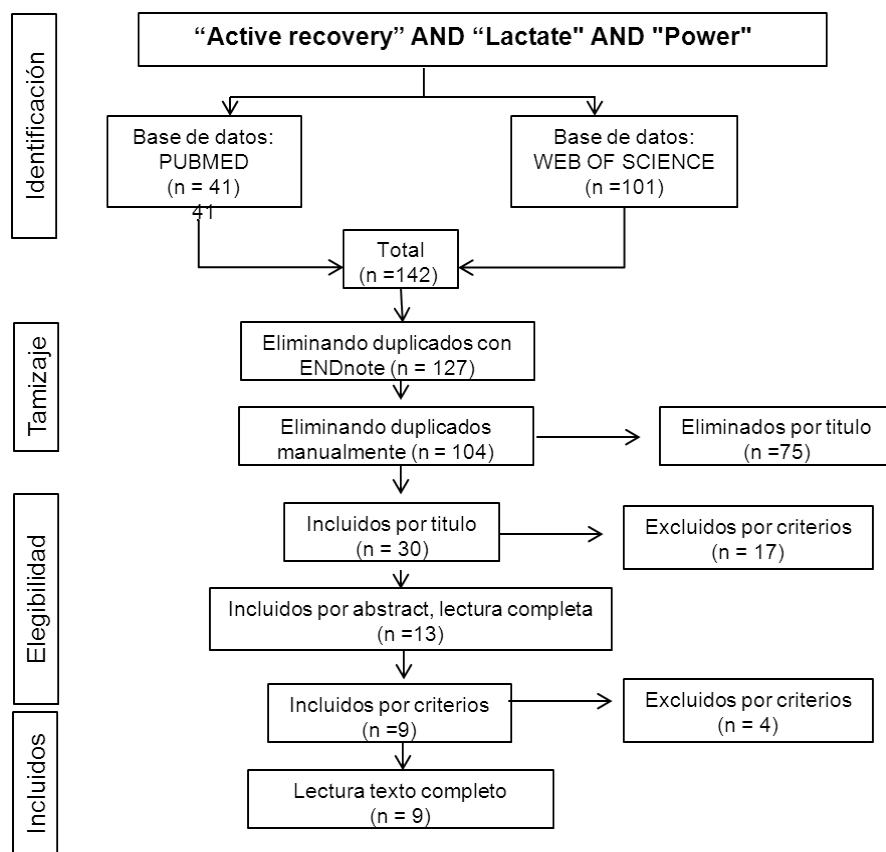 “Active recovery” AND “Lactate" AND "Power"
Identificación
Base de datos:
PUBMED
(n = 41)
41
Base de datos:
WEB OF SCIENCE
(n =101)
Total
(n =142)
Tamizaje
Eliminando duplicados con
ENDnote (n = 127)
Eliminando duplicados
manualmente (n = 104)
Eliminados por titulo
(n =75)
Elegibilidad
Incluidos por titulo
(n = 30)
Excluidos por criterios
(n = 17)
Incluidos por abstract, lectura completa
(n =13)
Incluidos por criterios
(n =9)
Excluidos por criterios
(n = 4)
Incluidos
Lectura texto completo
(n = 9)